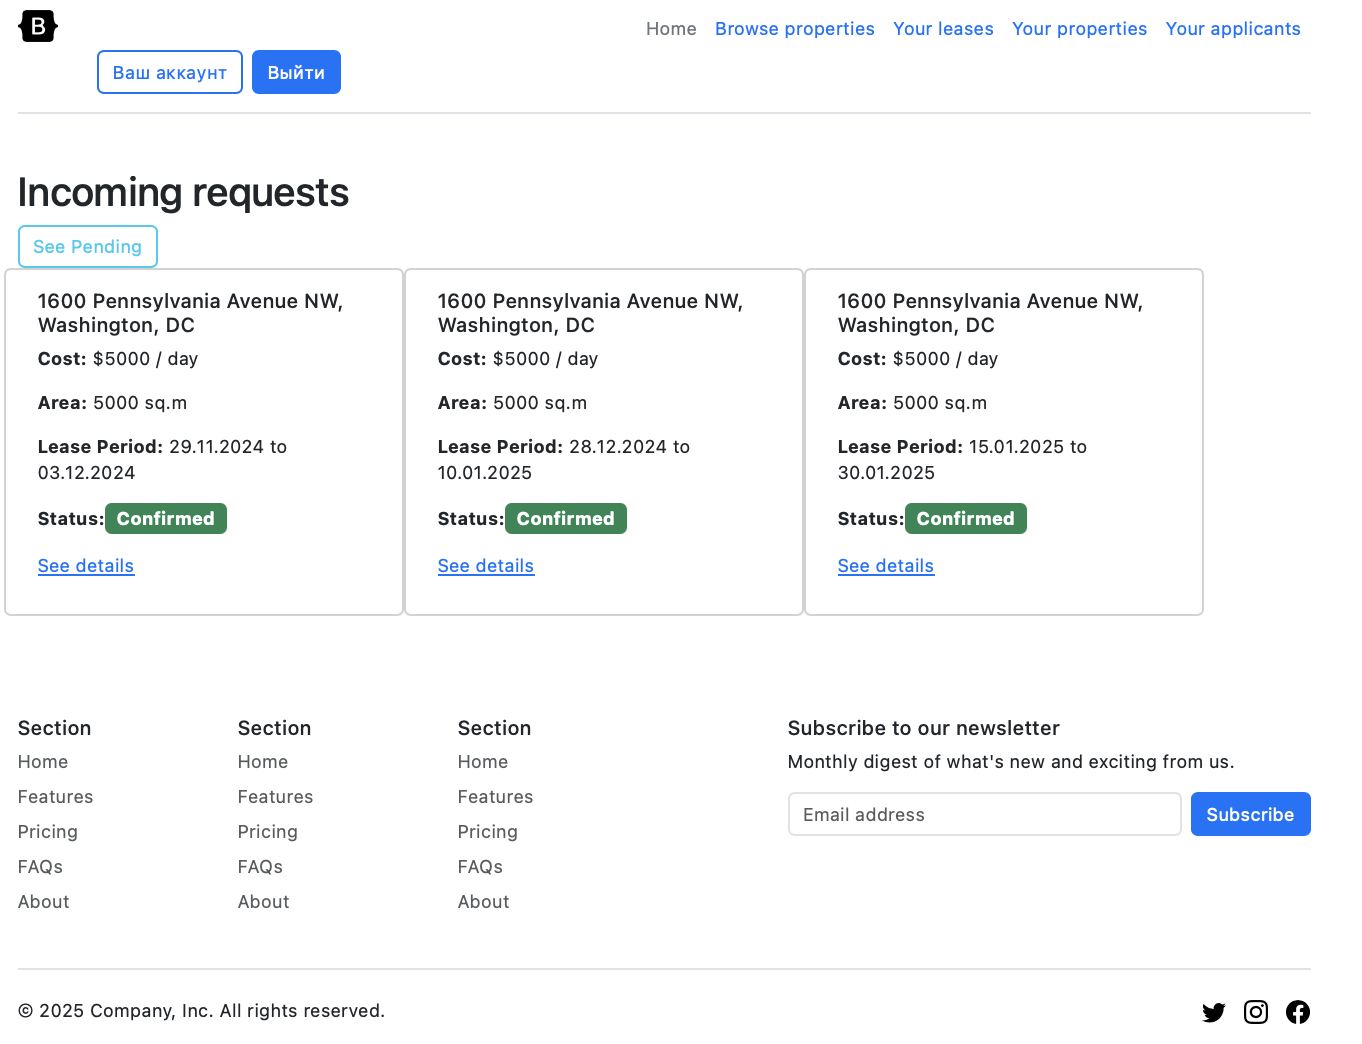 B
Home Browse properties Your leases Your properties Your applicants
Ваш аккаунт Выйти
Incoming requests
See Pending
1600 Pennsylvania Avenue NW,
Washington, DC
Cost: $5000 / day
Area: 5000 sq.m
Lease Period: 29.11.2024 to
03.12.2024
Status: Confirmed
See details
1600 Pennsylvania Avenue NW,
Washington, DC
Cost: $5000 / day
Area: 5000 sq.m
Lease Period: 28.12.2024 to
10.01.2025
Status: Confirmed
See details
1600 Pennsylvania Avenue NW,
Washington, DC
Cost: $5000 / day
Area: 5000 sq.m
Lease Period: 15.01.2025 to
30.01.2025
Status: Confirmed
See details
Section
Home
Features
Pricing
FAQs
About
Section
Home
Features
Pricing
FAQs
About
Section
Home
Features
Pricing
FAQs
About
Subscribe to our newsletter
Monthly digest of what's new and exciting from us.
Email address Subscribe
© 2025 Company, Inc. All rights reserved.